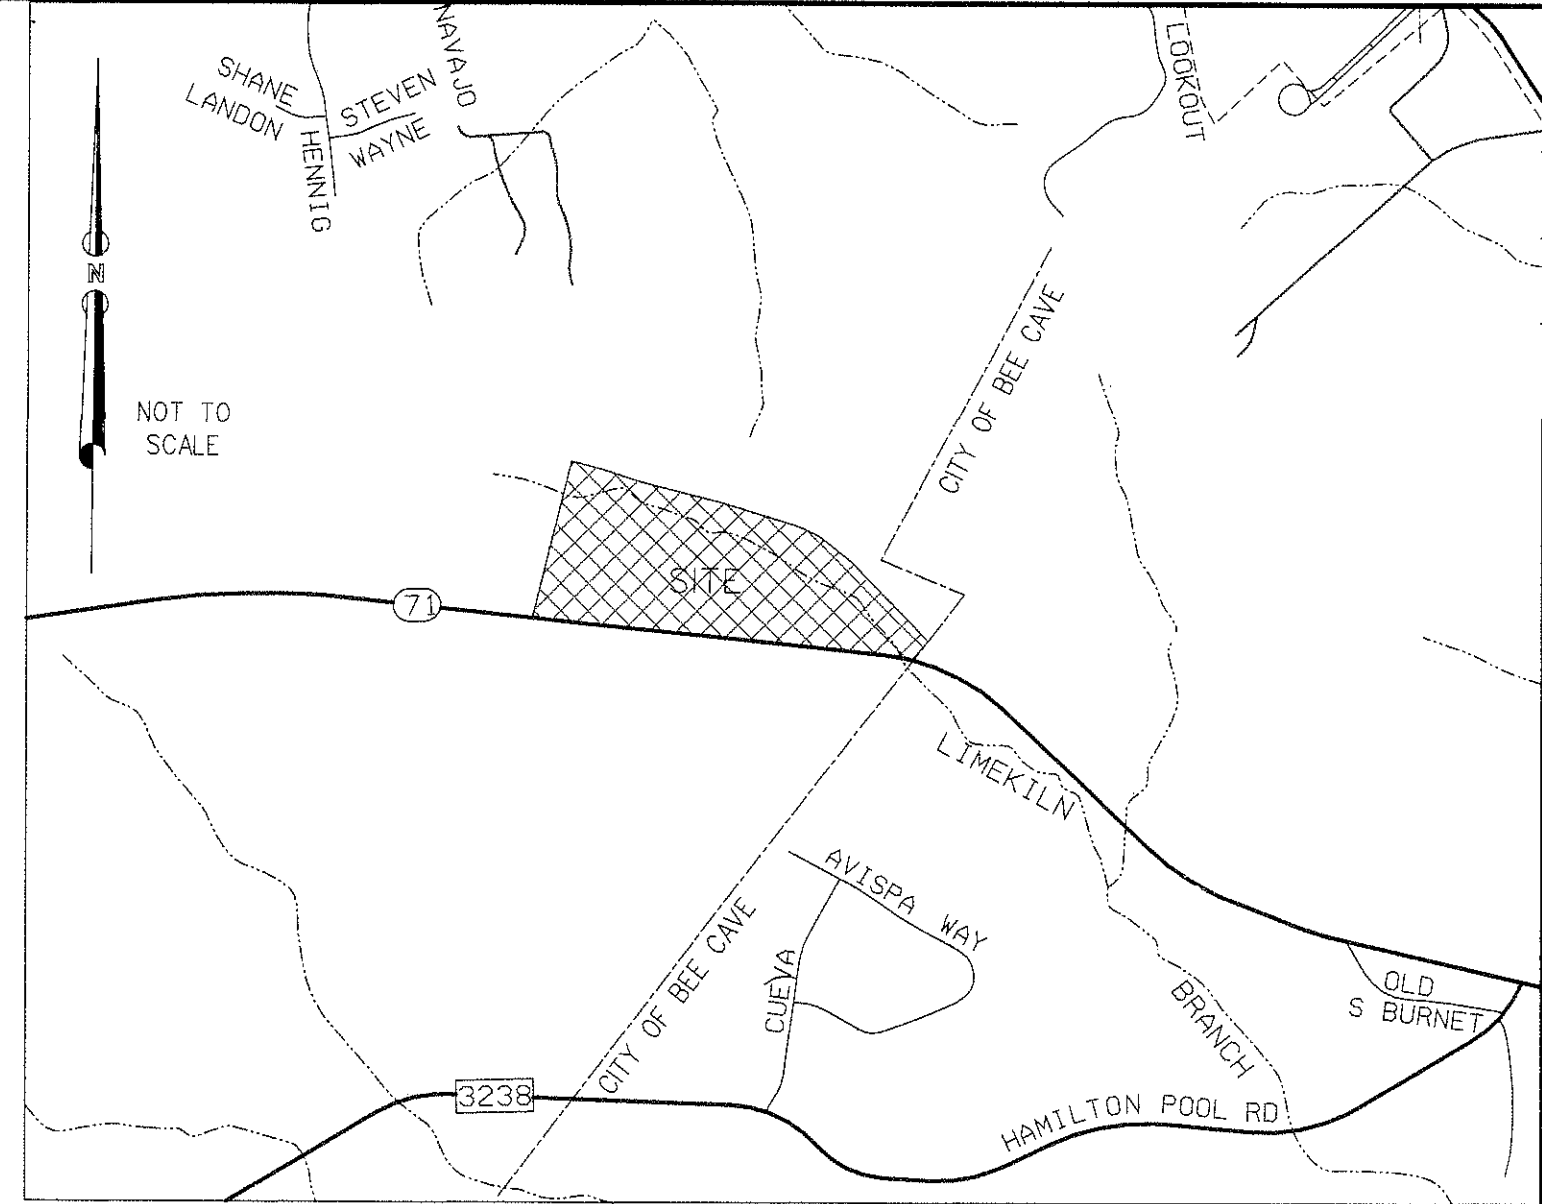 NAVAJO
LOOKOUT
SHANE
LANDON
STEVEN
WAYNE
HENNIG
N
NOT TO
SCALE
CITY OF BEE CAVE
SITE
71
LIMEKILN
AVISPA WAY
CITY OF BEE CAVE
CUEVA
BRANCH
OLD
S BURNET
3238
HAMILTON POOL RD